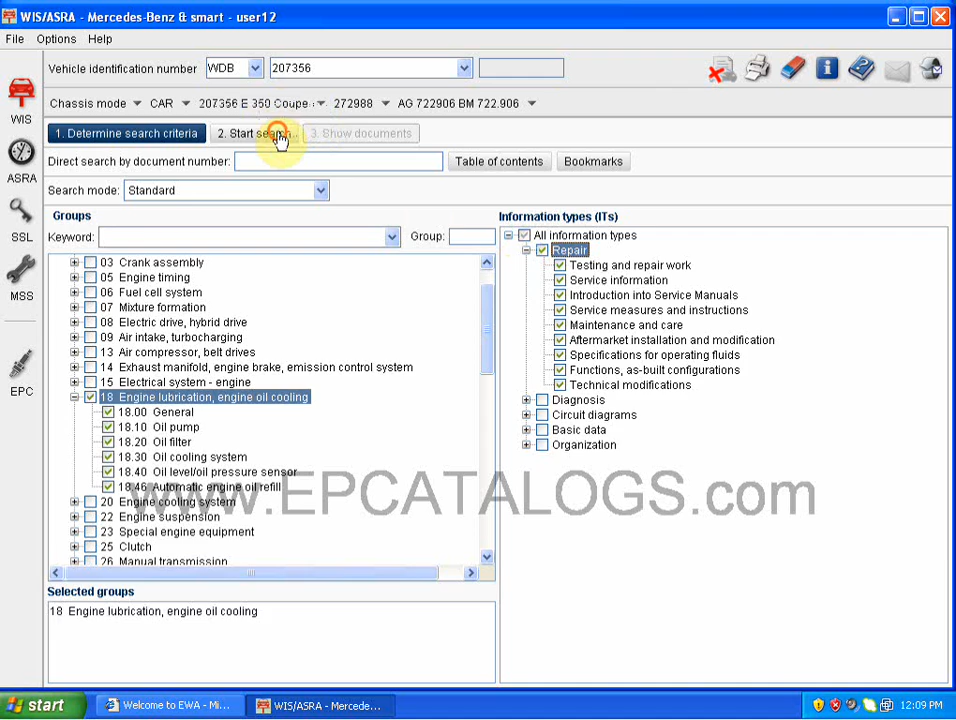 WIS/ASRA - Mercedes-Benz & smart - user12
File Options Help
Vehicle identification number WDB 207356
Chassis mode CAR 207356 E 350 Coupe 272988 AG 722906 BM 722.906
1. Determine search criteria 2. Start search... 3. Show documents
Direct search by document number: Table of contents Bookmarks
Search mode: Standard
WIS
ASRA
SSL
MSS
EPC
Groups
Keyword: Group:
03 Crank assembly
05 Engine timing
06 Fuel cell system
07 Mixture formation
08 Electric drive, hybrid drive
09 Air intake, turbocharging
13 Air compressor, belt drives
14 Exhaust manifold, engine brake, emission control system
15 Electrical system - engine
18 Engine lubrication, engine oil cooling
18.00 General
18.10 Oil pump
18.20 Oil filter
18.30 Oil cooling system
18.40 Oil level/oil pressure sensor
18.46 Automatic engine oil refill
20 Engine cooling system
22 Engine suspension
23 Special engine equipment
25 Clutch
26 Manual transmission
Selected groups
18 Engine lubrication, engine oil cooling
Information types (ITs)
All information types
Repair
Testing and repair work
Service information
Introduction into Service Manuals
Service measures and instructions
Maintenance and care
Aftermarket installation and modification
Specifications for operating fluids
Functions, as-built configurations
Technical modifications
Diagnosis
Circuit diagrams
Basic data
Organization
www.EPCATALOGS.com
start Welcome to EWA - Mi... WIS/ASRA - Mercede... 12:09 PM